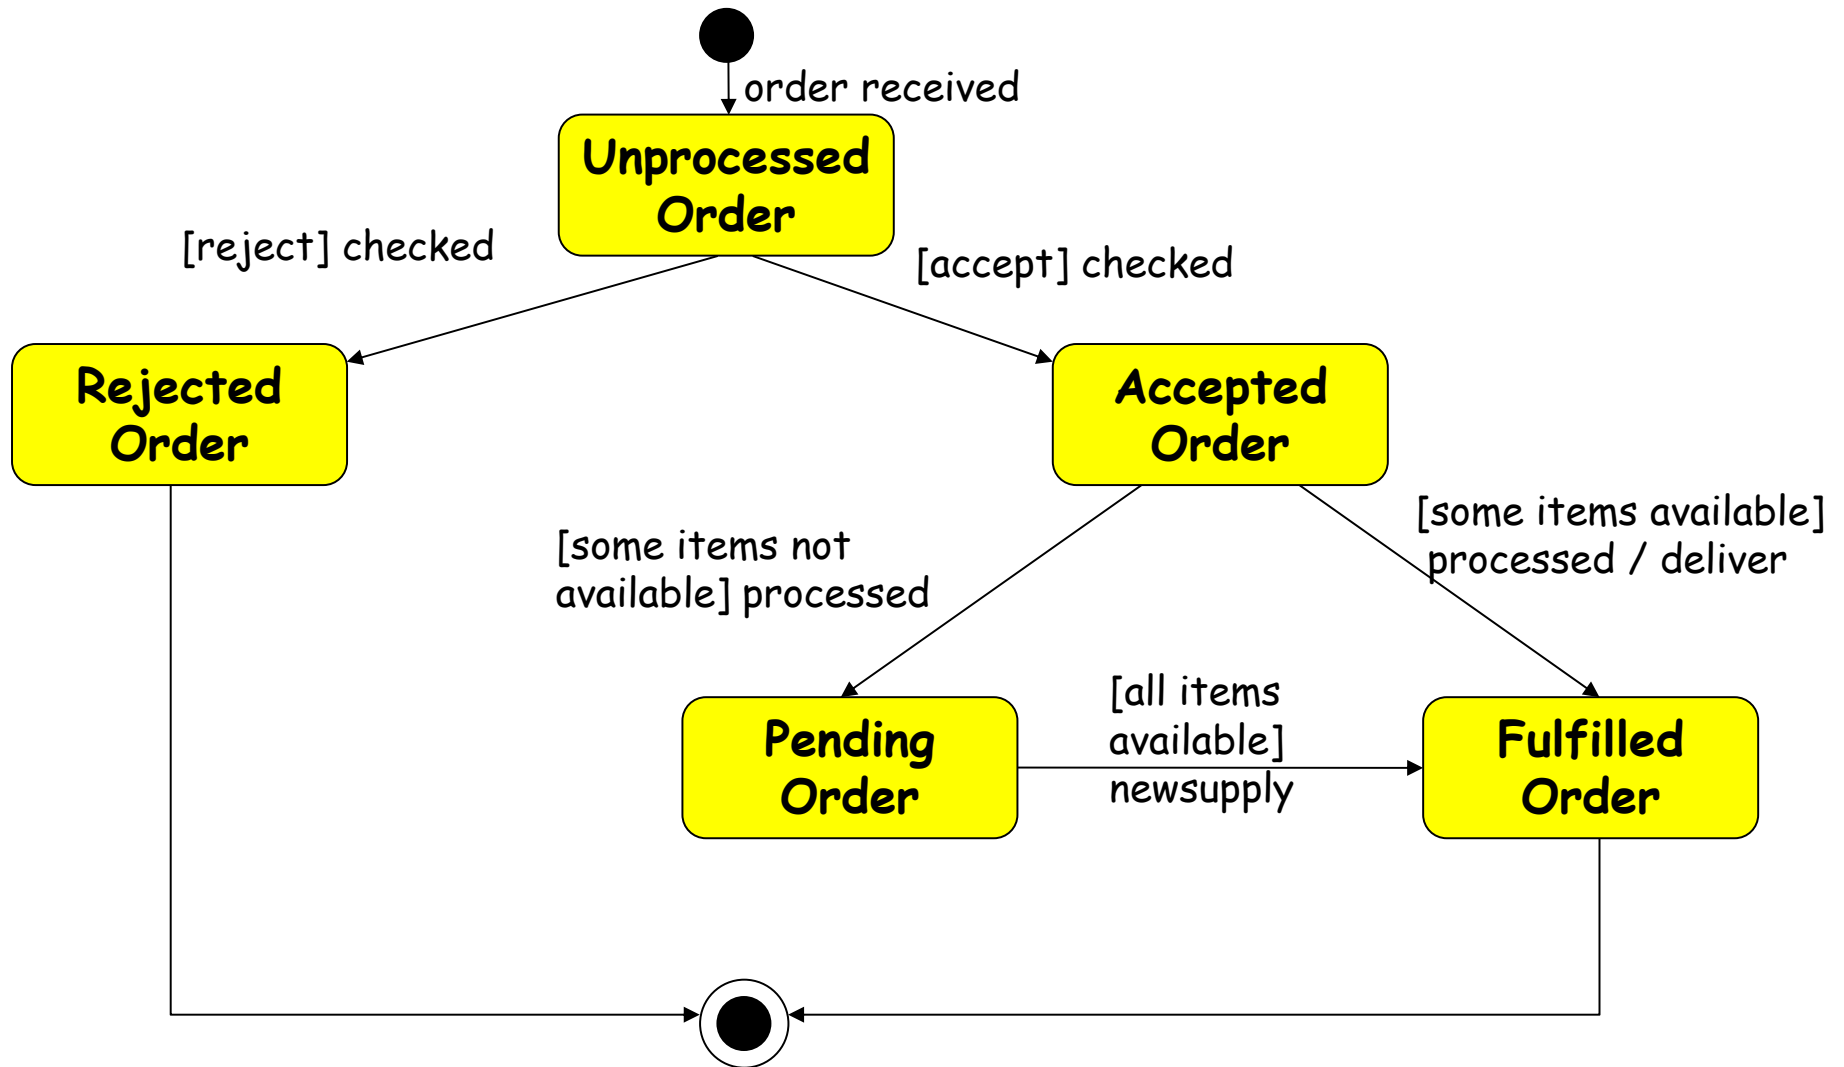 order received
Unprocessed
Order
[reject] checked
[accept] checked
Rejected
Order
Accepted
Order
[some items not
available] processed
[some items available]
processed / deliver
[all items
available]
newsupply
Pending
Order
Fulfilled
Order